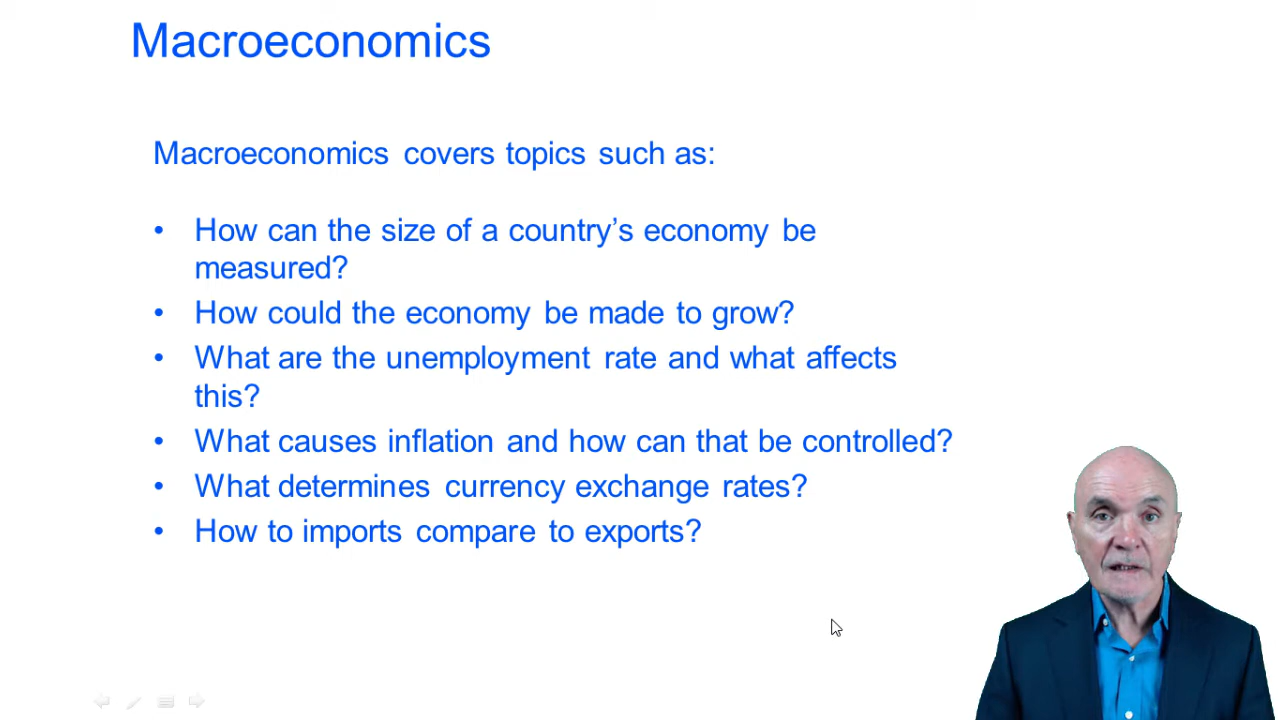 Macroeconomics
Macroeconomics covers topics such as:
• How can the size of a country’s economy be
measured?
• How could the economy be made to grow?
• What are the unemployment rate and what affects
this?
• What causes inflation and how can that be controlled?
• What determines currency exchange rates?
• How to imports compare to exports?